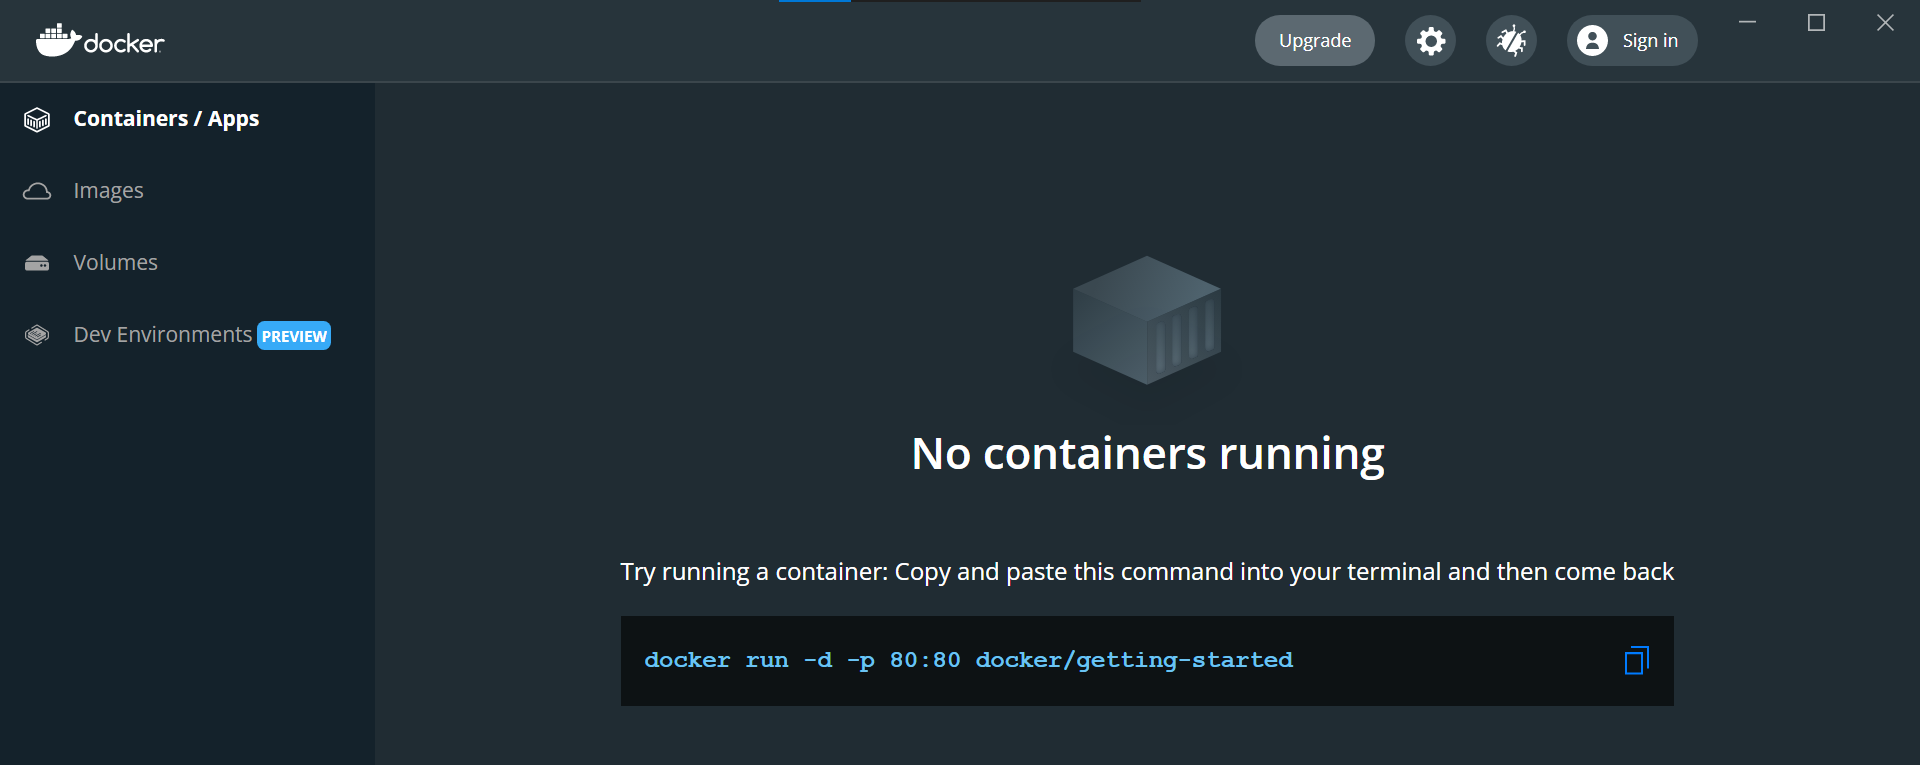 docker
Upgrade
Sign in
Containers / Apps
Images
Volumes
Dev Environments PREVIEW
No containers running
Try running a container: Copy and paste this command into your terminal and then come back
docker run -d -p 80:80 docker/getting-started